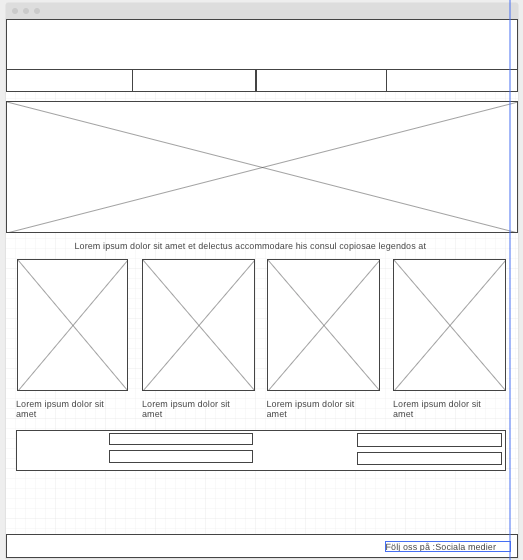 Lorem ipsum dolor sit amet et delectus accommodare his consul copiosae legendos at
Lorem ipsum dolor sit
amet
Lorem ipsum dolor sit
amet
Lorem ipsum dolor sit
amet
Lorem ipsum dolor sit
amet
Följ oss på :Sociala medier